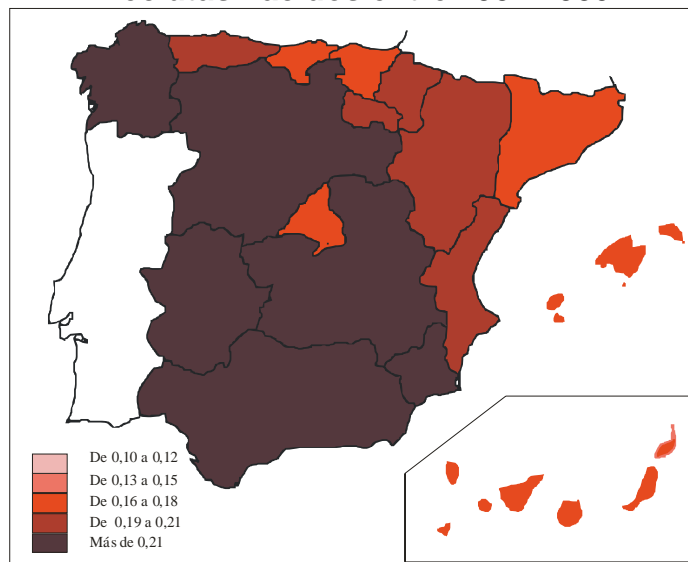 De 0,10 a 0,12
De 0,13 a 0,15
De 0,16 a 0,18
De 0,19 a 0,21
Más de 0,21